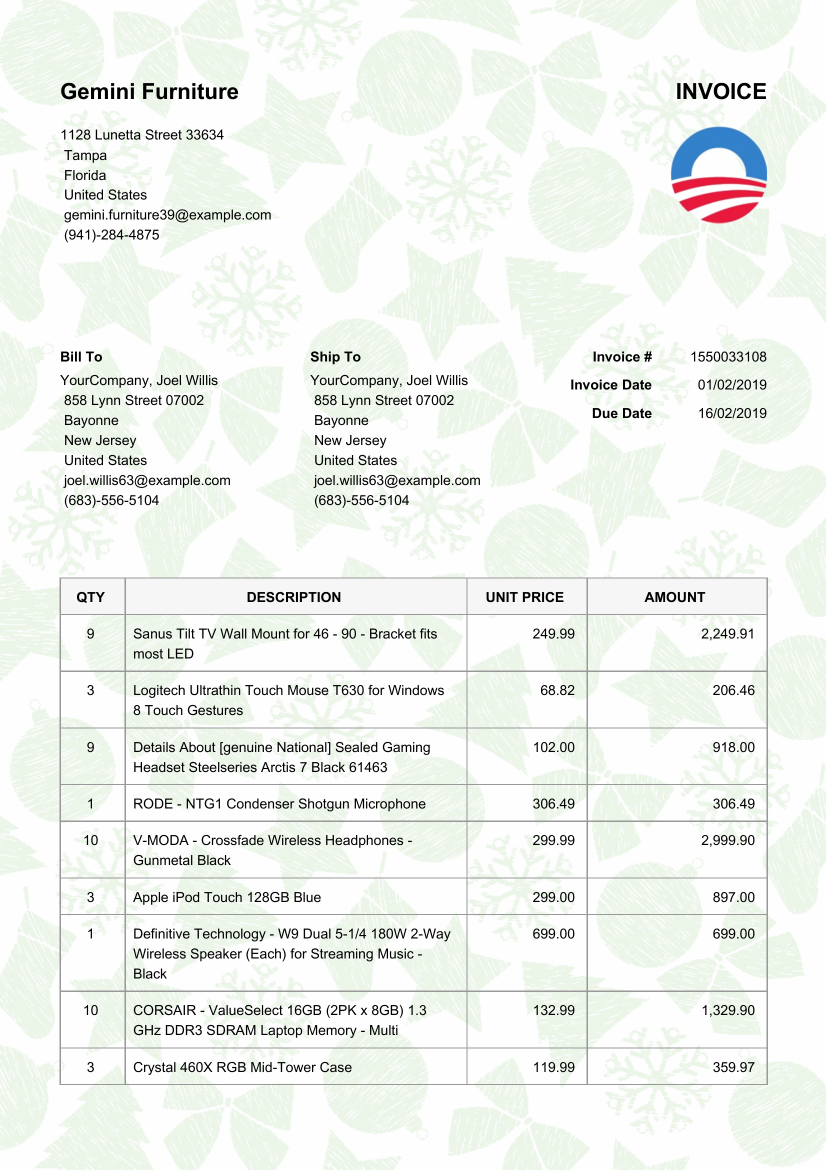 Gemini Furniture
INVOICE
1128 Lunetta Street 33634
Tampa
Florida
United States
gemini.furniture39@example.com
(941)-284-4875
Bill To
YourCompany, Joel Willis
858 Lynn Street 07002
Bayonne
New Jersey
United States
joel.willis63@example.com
(683)-556-5104
Ship To
YourCompany, Joel Willis
858 Lynn Street 07002
Bayonne
New Jersey
United States
joel.willis63@example.com
(683)-556-5104
Invoice # 1550033108
Invoice Date 01/02/2019
Due Date 16/02/2019
QTY DESCRIPTION UNIT PRICE AMOUNT
9 Sanus Tilt TV Wall Mount for 46 - 90 - Bracket fits 249.99 2,249.91
most LED
3 Logitech Ultrathin Touch Mouse T630 for Windows 68.82 206.46
8 Touch Gestures
9 Details About [genuine National] Sealed Gaming 102.00 918.00
Headset Steelseries Arctis 7 Black 61463
1 RODE - NTG1 Condenser Shotgun Microphone 306.49 306.49
10 V-MODA - Crossfade Wireless Headphones - 299.99 2,999.90
Gunmetal Black
3 Apple iPod Touch 128GB Blue 299.00 897.00
1 Definitive Technology - W9 Dual 5-1/4 180W 2-Way 699.00 699.00
Wireless Speaker (Each) for Streaming Music -
Black
10 CORSAIR - ValueSelect 16GB (2PK x 8GB) 1.3 132.99 1,329.90
GHz DDR3 SDRAM Laptop Memory - Multi
3 Crystal 460X RGB Mid-Tower Case 119.99 359.97